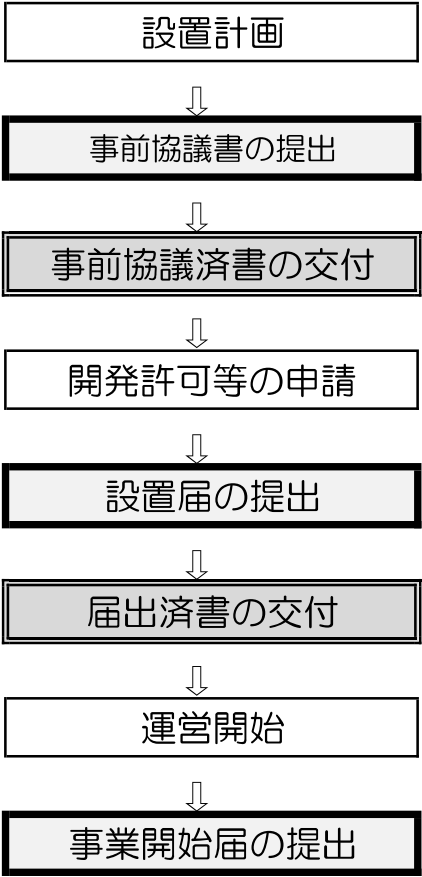 設置計画
事前協議書の提出
事前協議済書の交付
開発許可等の申請
設置届の提出
届出済書の交付
運営開始
事業開始届の提出